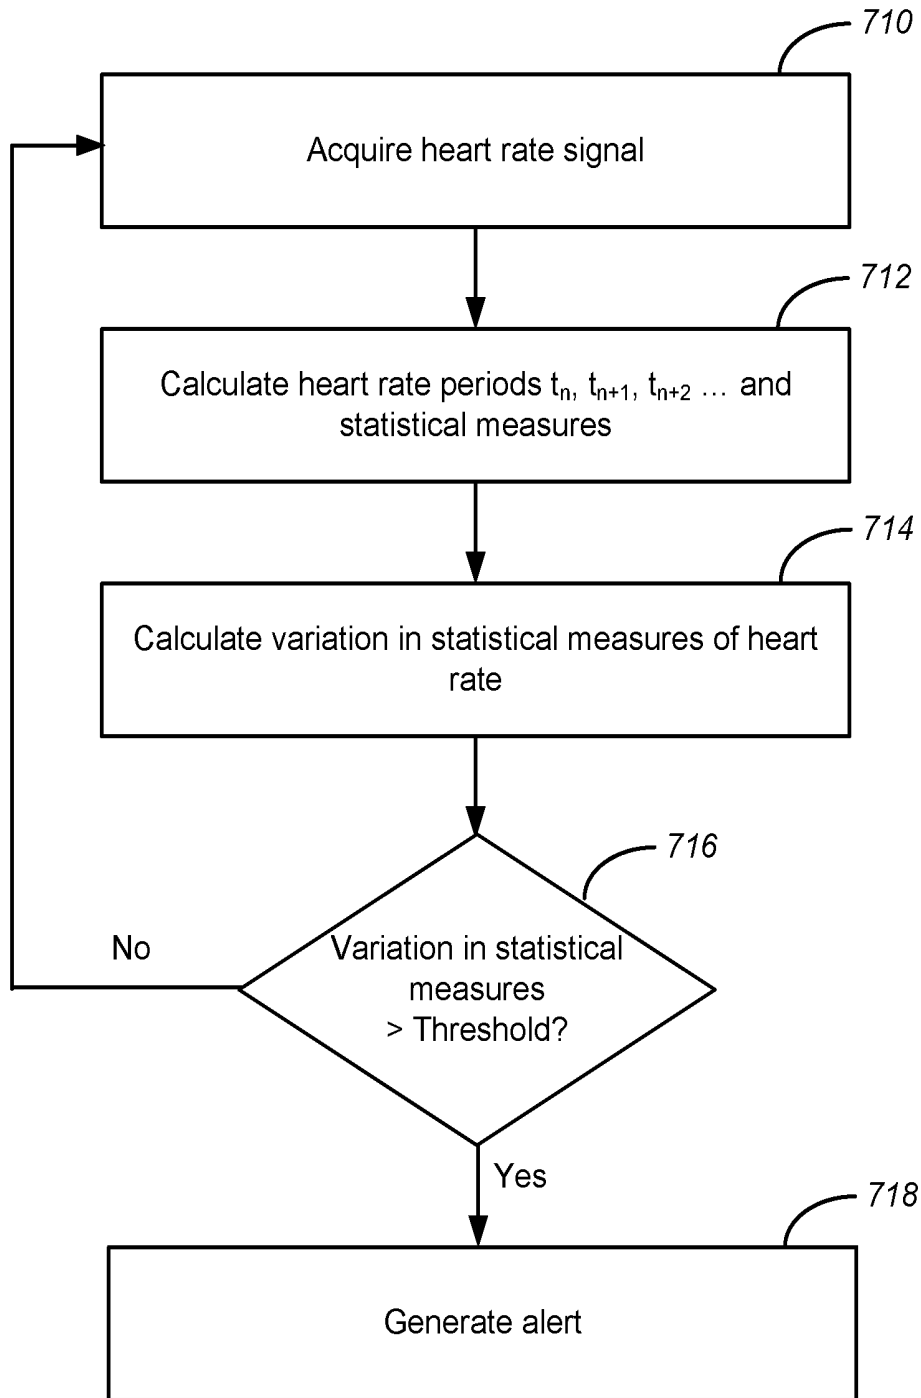 710
Acquire heart rate signal
712
Calculate heart rate periods tn, tn+1, tn+2 ... and
statistical measures
714
Calculate variation in statistical measures of heart
rate
716
No
Variation in statistical
measures
> Threshold?
Yes
718
Generate alert